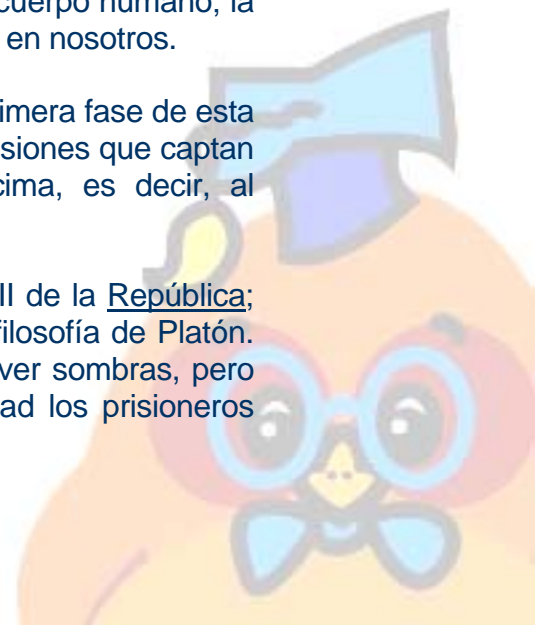 cuerpo humano, la
en nosotros.
imera fase de esta
siones que captan
cima, es decir, al
II de la República;
filosofía de Platón.
ver sombras, pero
ad los prisioneros